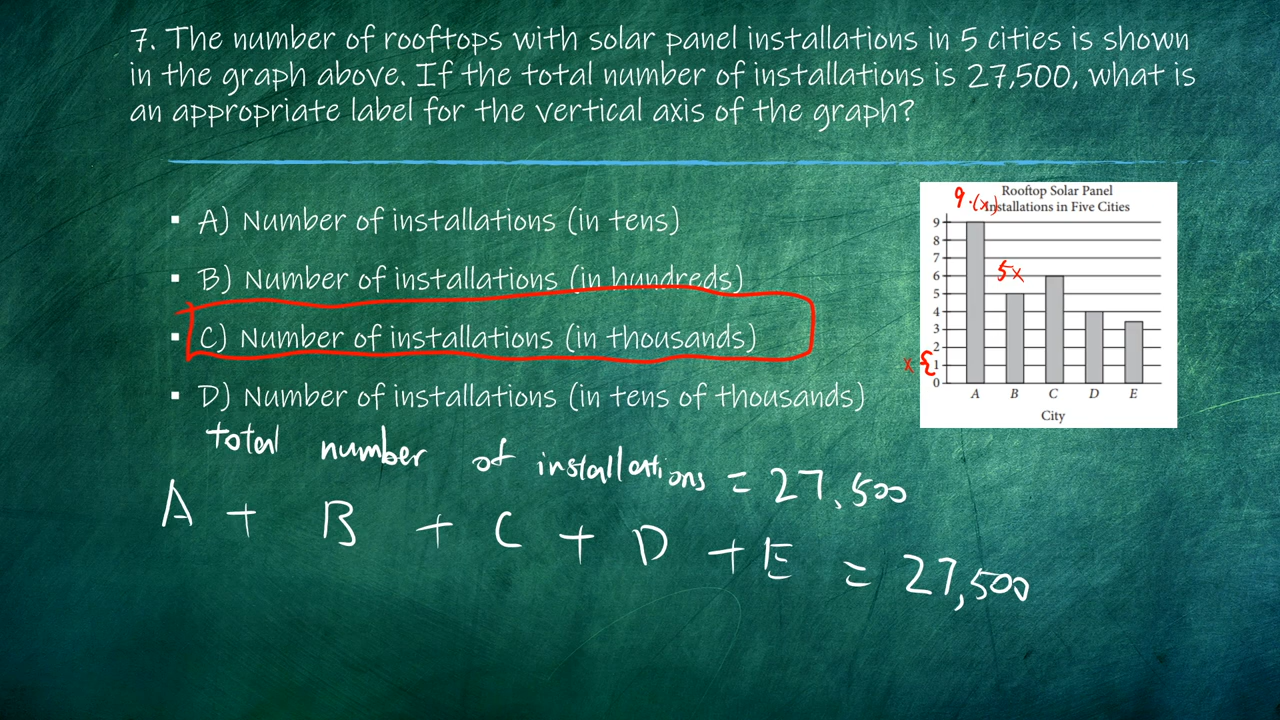 7. The number of rooftops with solar panel installations in 5 cities is shown
in the graph above. If the total number of installations is 27,500, what is
an appropriate label for the vertical axis of the graph?
▪ A) Number of installations (in tens)
▪ B) Number of installations (in hundreds)
▪ C) Number of installations (in thousands)
▪ D) Number of installations (in tens of thousands)
Rooftop Solar Panel
Installations in Five Cities
9·(x)
9
8
7
6
5
4
3
2
1
0
5x
x {
A B C D E
City
total number of installations = 27,500
A + B + C + D + E = 27,500